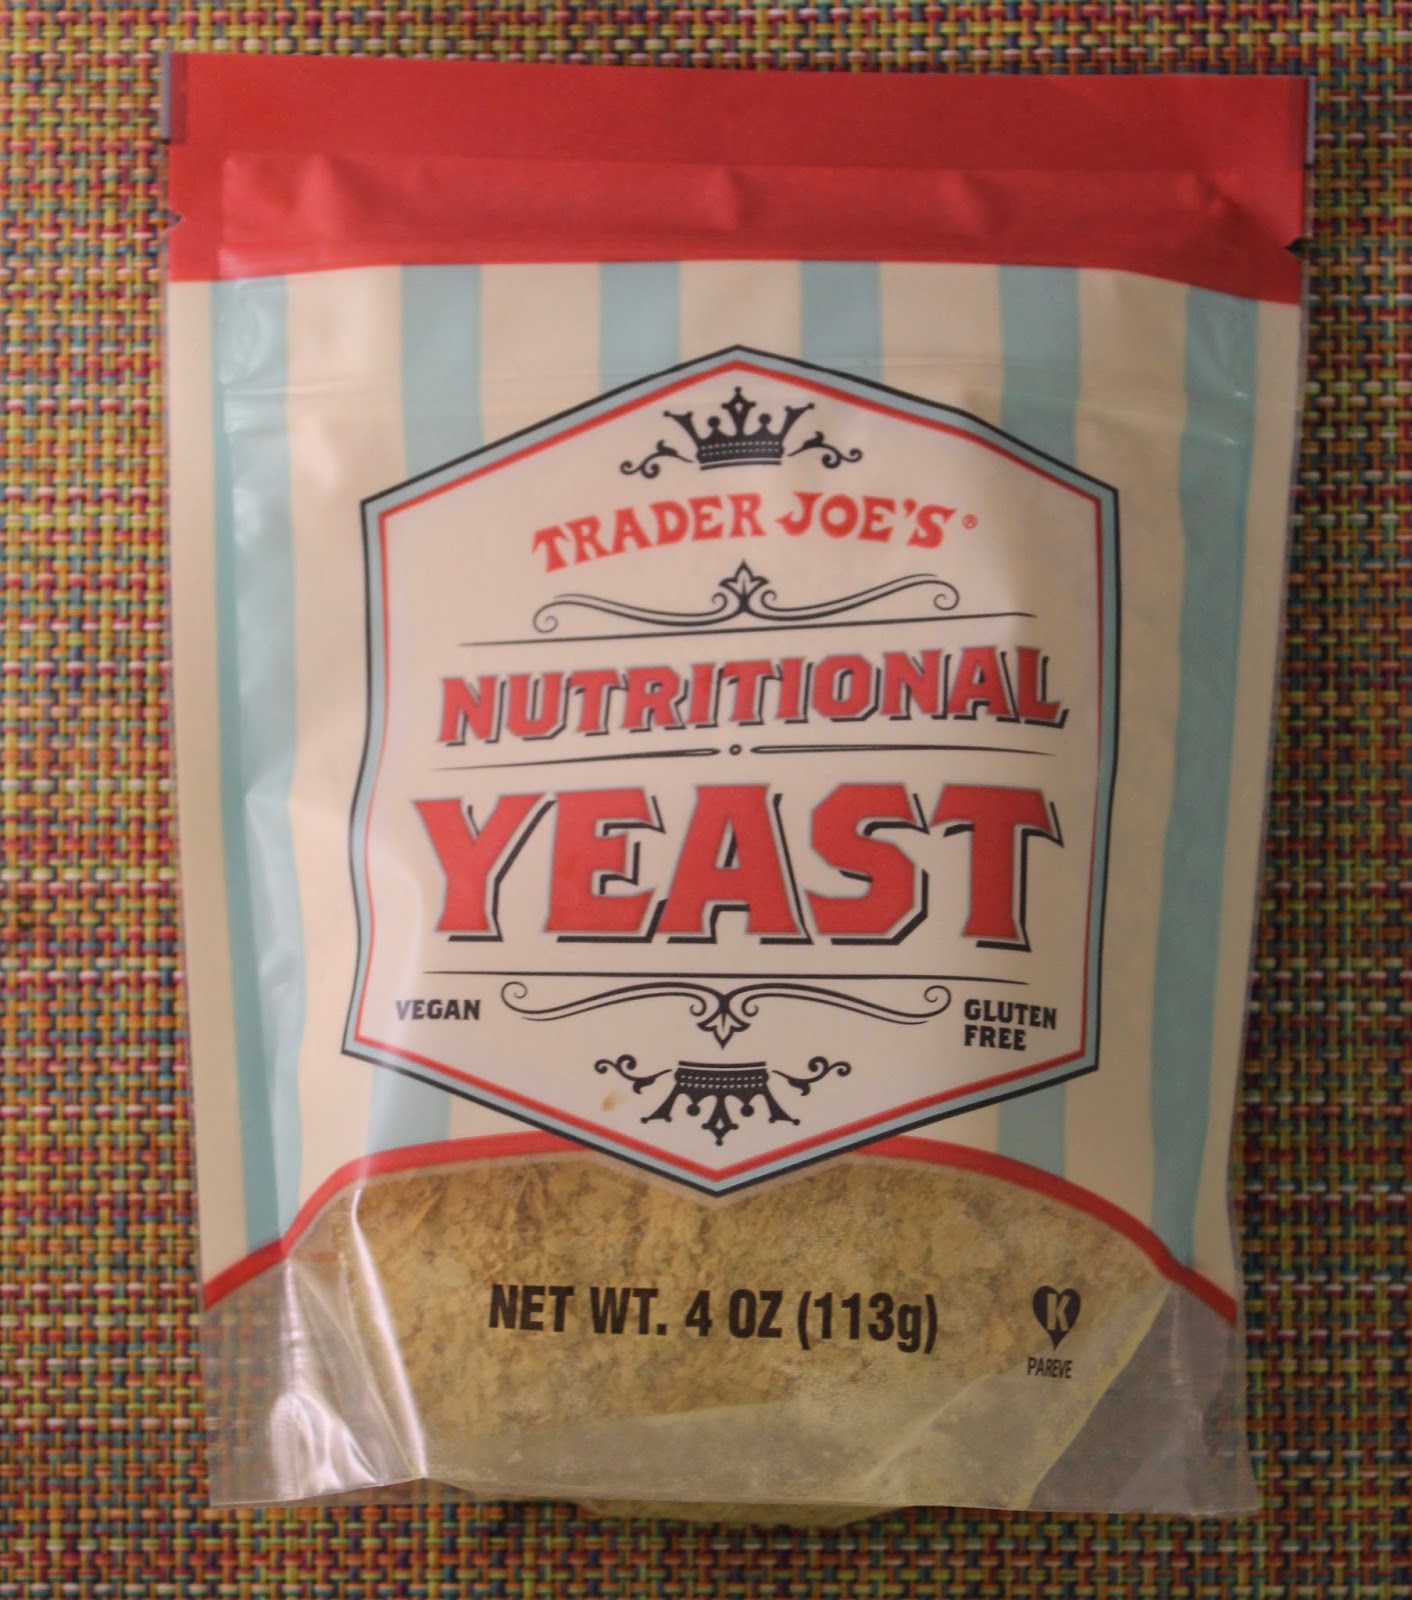 TRADER JOE'S®
NUTRITIONAL
YEAST
VEGAN
GLUTEN
FREE
NET WT. 4 OZ (113g)
K
PAREVE